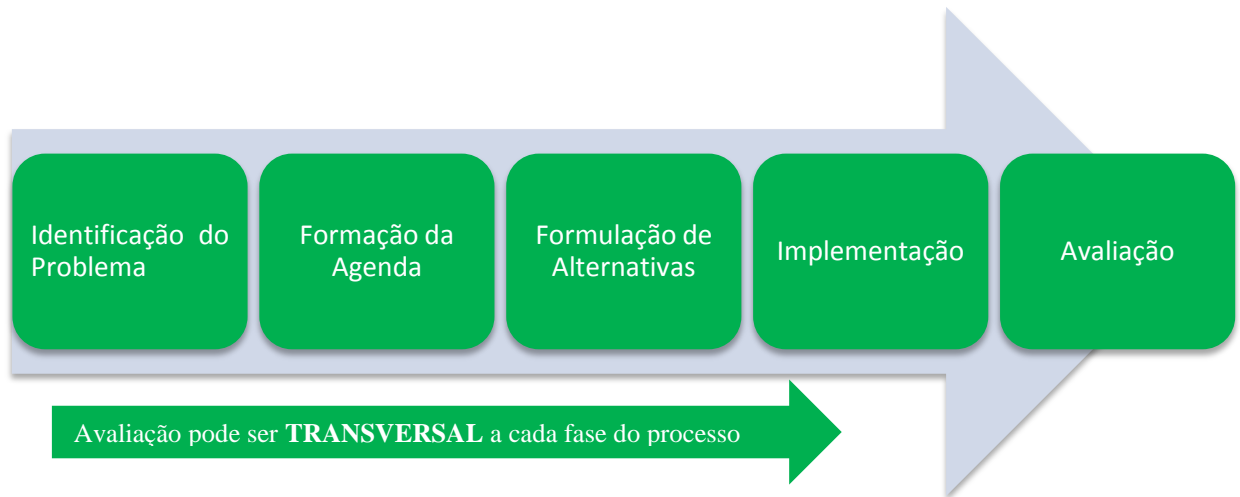 Identificação do
Problema
Formação da
Agenda
Formulação de
Alternativas
Implementação
Avaliação
Avaliação pode ser TRANSVERSAL a cada fase do processo